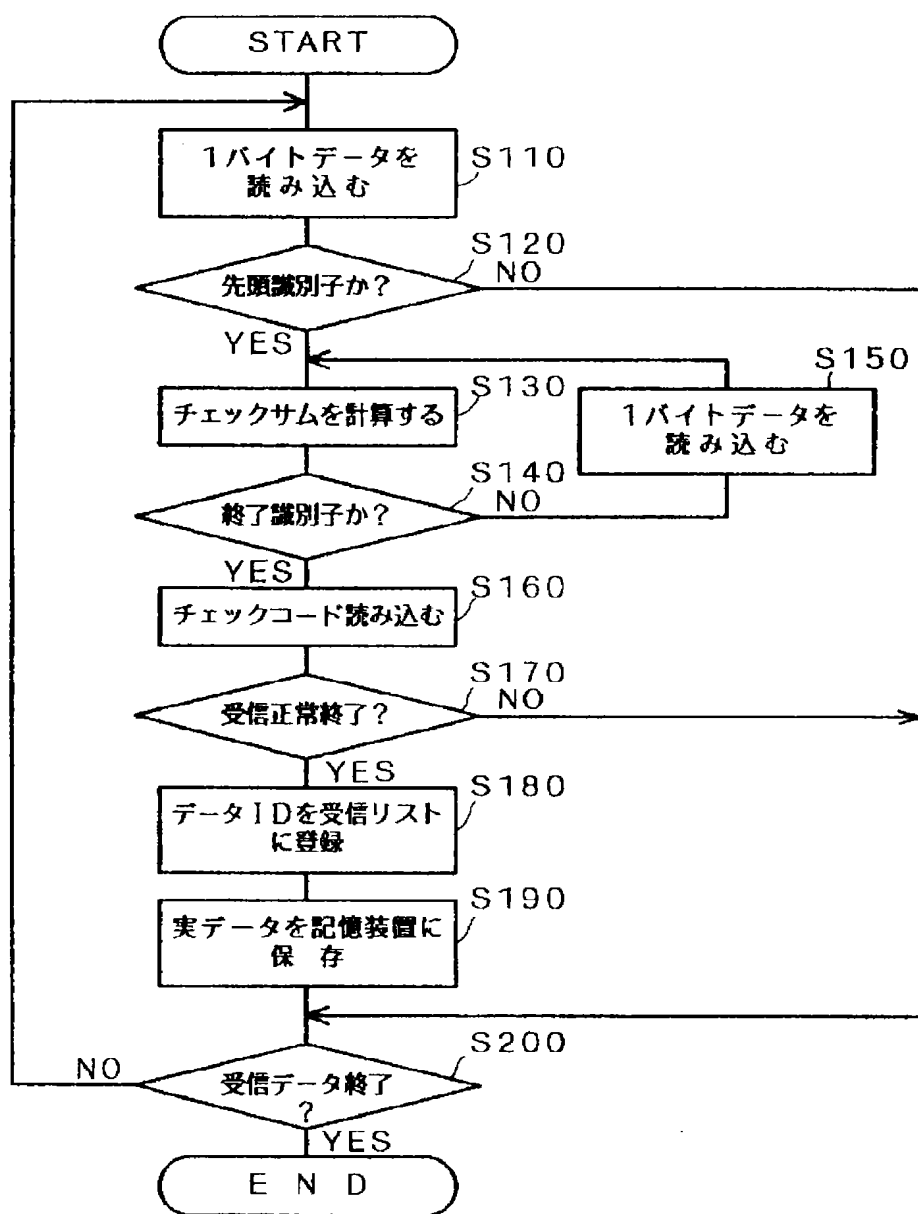 START
1バイトデータを
読み込む
S110
先頭識別子か?
S120
NO
YES
チェックサムを計算する
S130
1バイトデータを
読み込む
S150
終了識別子か?
S140
NO
YES
チェックコード読み込む
S160
受信正常終了?
S170
NO
YES
データIDを受信リスト
に登録
S180
実データを記憶装置に
保存
S190
受信データ終了
?
S200
NO
YES
END